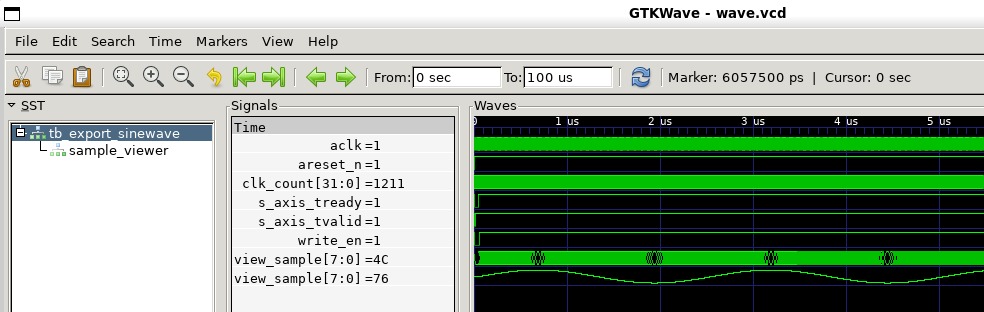 GTKWave - wave.vcd
File Edit Search Time Markers View Help
From: 0 sec To: 100 us Marker: 6057500 ps | Cursor: 0 sec
SST
tb_export_sinewave
sample_viewer
Signals
Time
aclk=1
areset_n=1
clk_count[31:0]=1211
s_axis_tready=1
s_axis_tvalid=1
write_en=1
view_sample[7:0]=4C
view_sample[7:0]=76
Waves
0 1 us 2 us 3 us 4 us 5 us